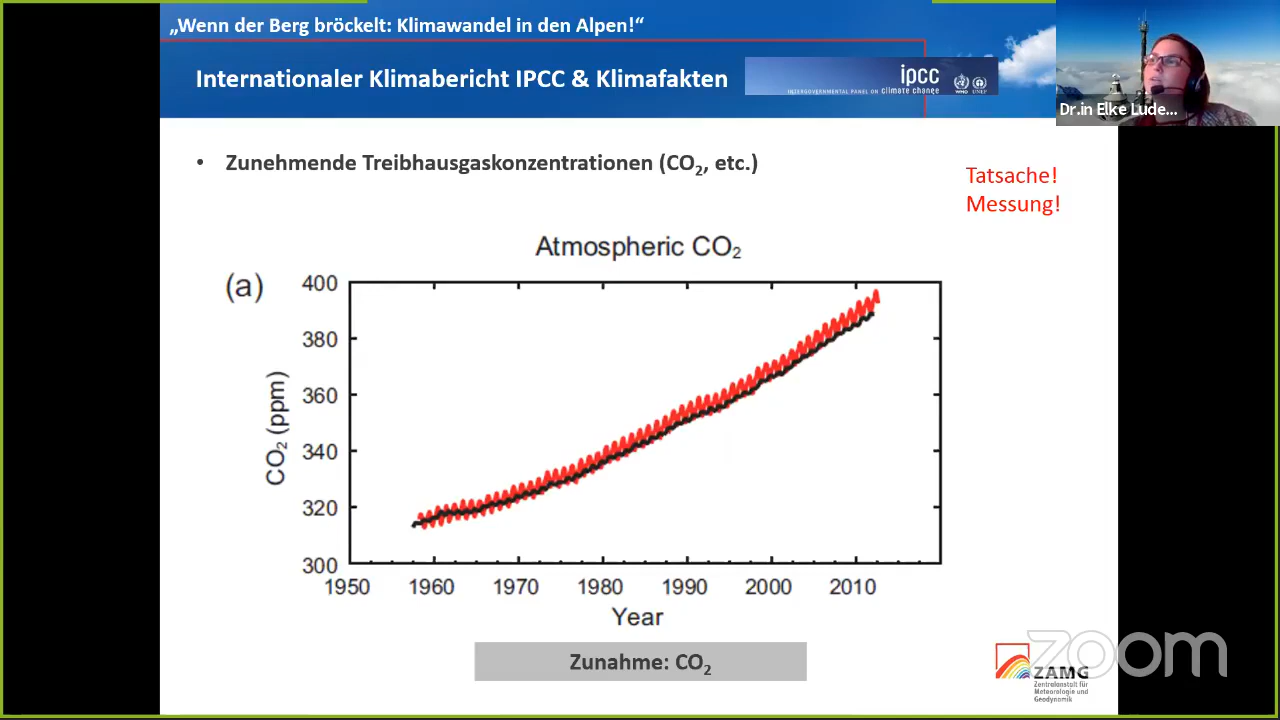 „Wenn der Berg bröckelt: Klimawandel in den Alpen!“
Internationaler Klimabericht IPCC & Klimafakten
ipcc
INTERGOVERNMENTAL PANEL ON climate change
WMO UNEP
Dr.in Elke Lude...
• Zunehmende Treibhausgaskonzentrationen (CO₂, etc.)
Tatsache!
Messung!
Atmospheric CO₂
(a)
400
380
360
340
320
300
CO₂ (ppm)
1950 1960 1970 1980 1990 2000 2010
Year
Zunahme: CO₂
zoom
ZAMG
Zentralanstalt für
Meteorologie und
Geodynamik